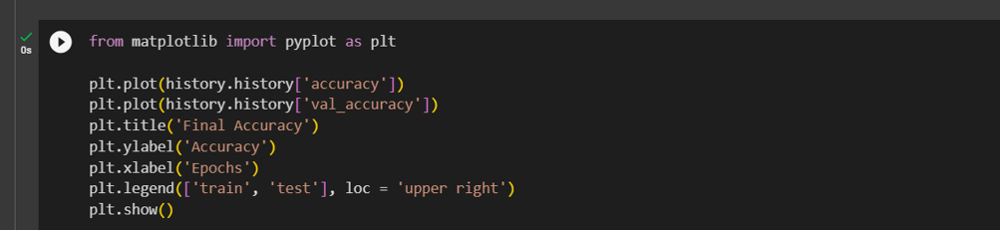 from matplotlib import pyplot as plt
0s
plt.plot(history.history['accuracy'])
plt.plot(history.history['val_accuracy'])
plt.title('Final Accuracy')
plt.ylabel('Accuracy')
plt.xlabel('Epochs')
plt.legend(['train', 'test'], loc = 'upper right')
plt.show()